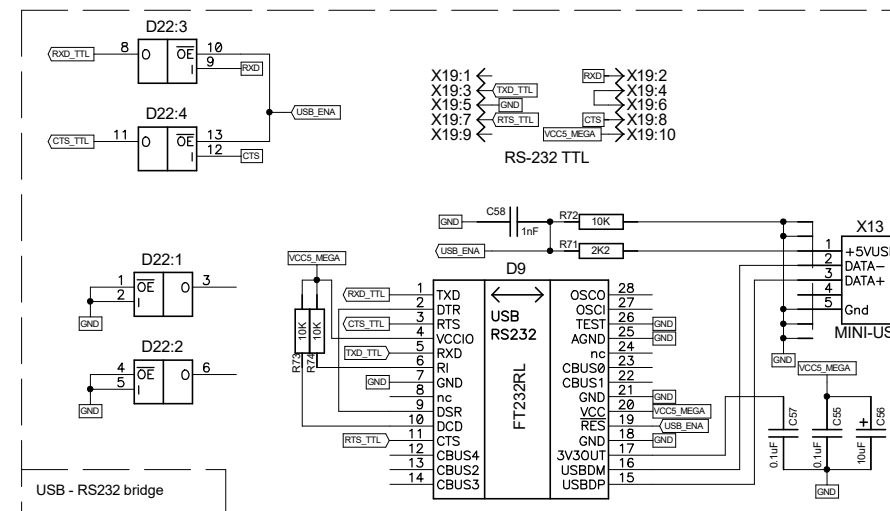 D22:3
RXD_TTL 8 O OE 10
I 9 RXD
D22:4
USB_ENA
CTS_TTL 11 O OE 13
I 12 CTS
X19:1 RXD X19:2
X19:3 TXD_TTL X19:4
X19:5 GND X19:6
X19:7 RTS_TTL CTS X19:8
X19:9 VCC5_MEGA X19:10
RS-232 TTL
GND C58 1nF R72 10K
USB_ENA R71 2K2
X13
1 +5VUSB
2 DATA-
3 DATA+
4
5 Gnd
MINI-US
GND
D22:1
1 OE O 3
2 I
GND
D22:2
4 OE O 6
5 I
GND
VCC5_MEGA
R73 10K
R74 10K
D9
USB
RS232
FT232RL
RXD_TTL 1 TXD
2 DTR
CTS_TTL 3 RTS
4 VCCIO
TXD_TTL 5 RXD
6 RI
GND 7 GND
8 nc
9 DSR
10 DCD
RTS_TTL 11 CTS
12 CBUS4
13 CBUS2
14 CBUS3
OSCO 28
OSCI 27
TEST 26 GND
AGND 25 GND
nc 24
CBUS0 23
CBUS1 22
GND 21 GND
VCC 20 VCC5_MEGA
RES 19 USB_ENA
GND 18 GND
3V3OUT 17
USBDM 16
USBDP 15
VCC5_MEGA
0.1uF C57
0.1uF C55
+ 10uF C56
GND
USB - RS232 bridge